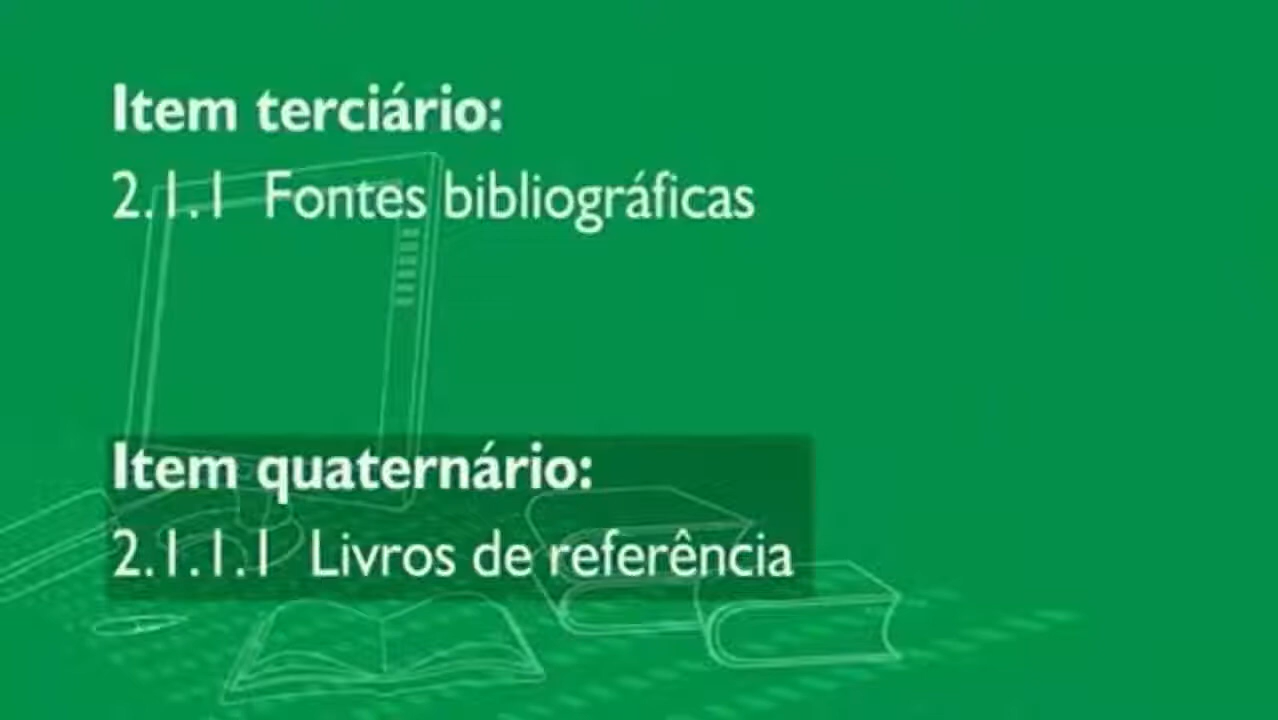 Item terciário:
2.1.1 Fontes bibliográficas
Item quaternário:
2.1.1.1 Livros de referência